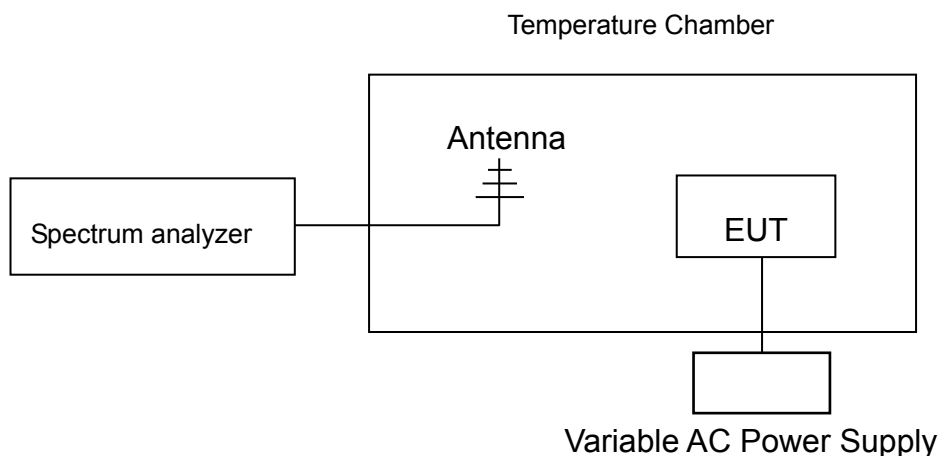 Temperature Chamber
Antenna
Spectrum analyzer
EUT
Variable AC Power Supply